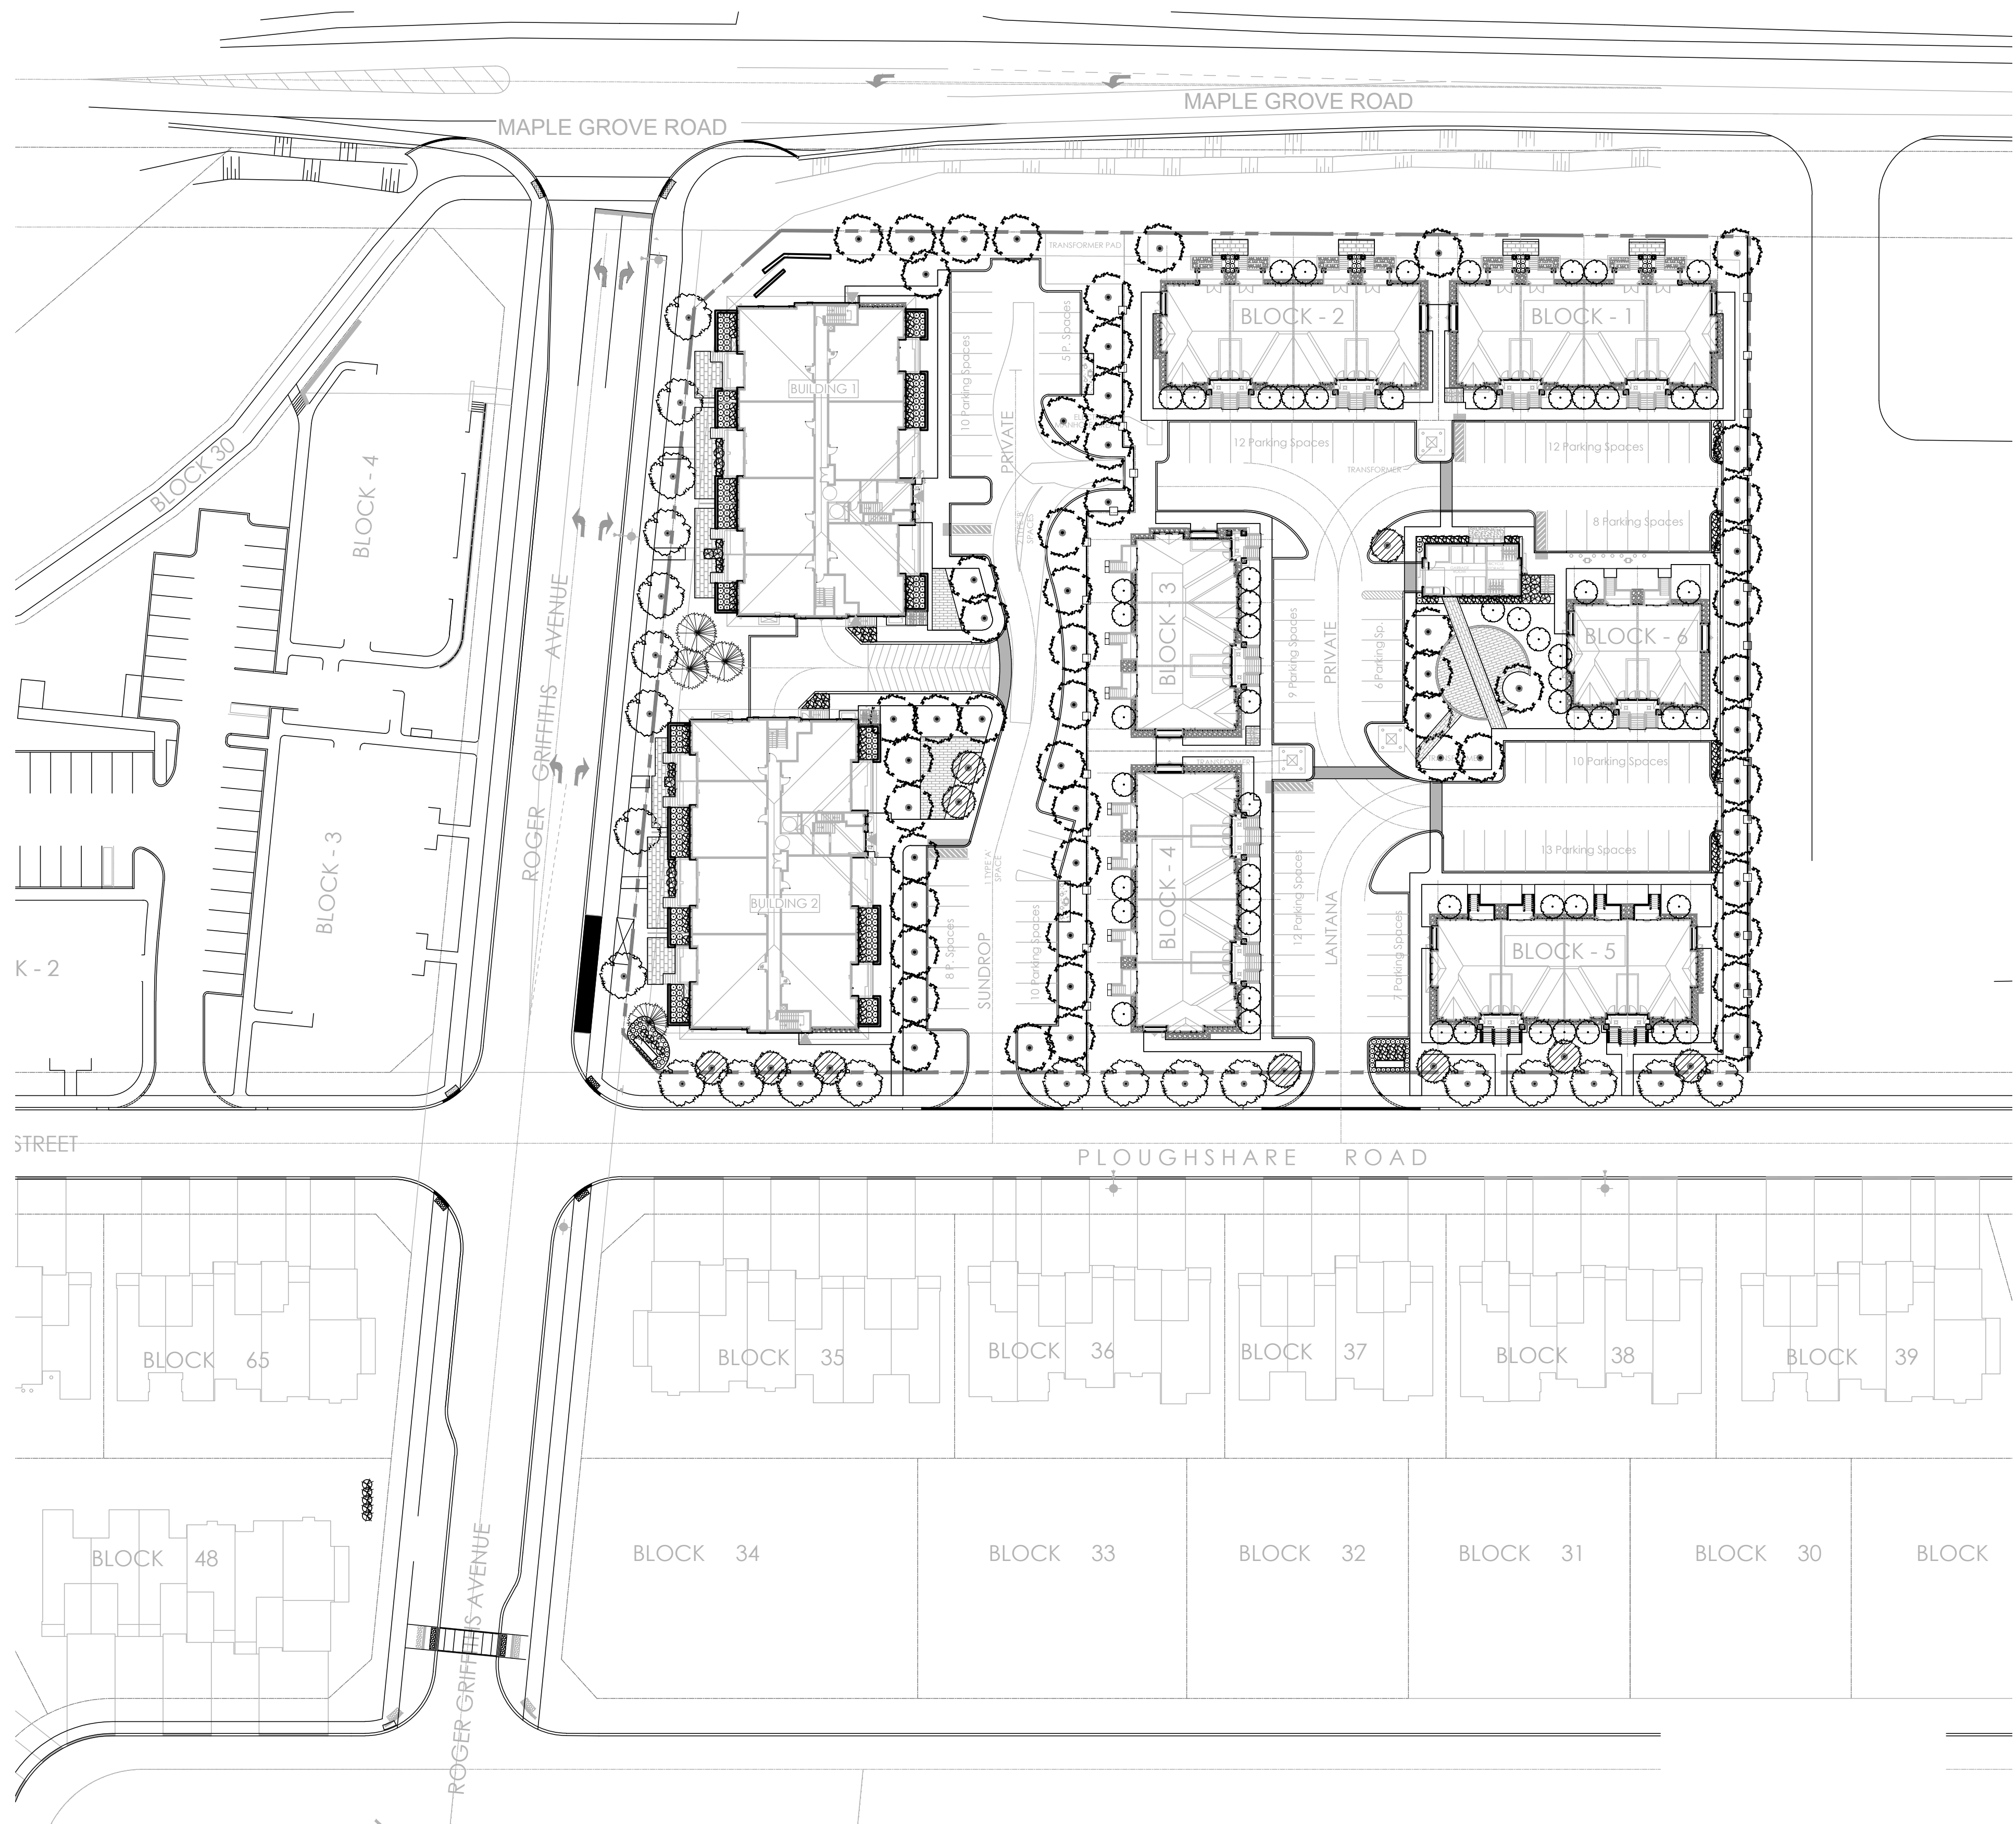 MAPLE GROVE ROAD
MAPLE GROVE ROAD
TRANSFORMER PAD
BLOCK - 2
BLOCK - 1
5 P. Spaces
10 Parking Spaces
BUILDING 1
PRIVATE
12 Parking Spaces
12 Parking Spaces
TRANSFORMER
BLOCK 30
BLOCK - 4
2 TYPE 'B'
SPACES
8 Parking Spaces
ROGER GRIFFITHS AVENUE
BLOCK - 3
9 Parking Spaces
PRIVATE
6 Parking Sp.
BLOCK - 6
TRANSFORMER
10 Parking Spaces
BLOCK - 3
BUILDING 2
1 TYPE 'A'
SPACE
8 P. Spaces
SUNDROP
10 Parking Spaces
BLOCK - 4
12 Parking Spaces
LANTANA
7 Parking Spaces
13 Parking Spaces
BLOCK - 5
K - 2
STREET
PLOUGHSHARE ROAD
BLOCK 65
BLOCK 35
BLOCK 36
BLOCK 37
BLOCK 38
BLOCK 39
BLOCK 48
ROGER GRIFFITHS AVENUE
BLOCK 34
BLOCK 33
BLOCK 32
BLOCK 31
BLOCK 30
BLOCK